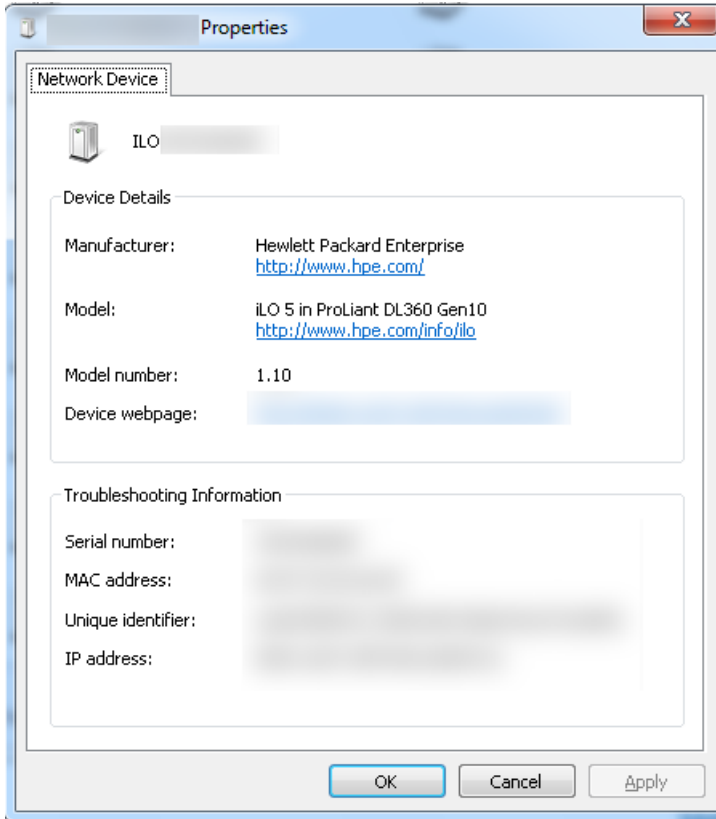 Properties
Network Device
ILO
Device Details
Manufacturer: Hewlett Packard Enterprise
http://www.hpe.com/
Model: iLO 5 in ProLiant DL360 Gen10
http://www.hpe.com/info/ilo
Model number: 1.10
Device webpage:
Troubleshooting Information
Serial number:
MAC address:
Unique identifier:
IP address:
OK Cancel Apply